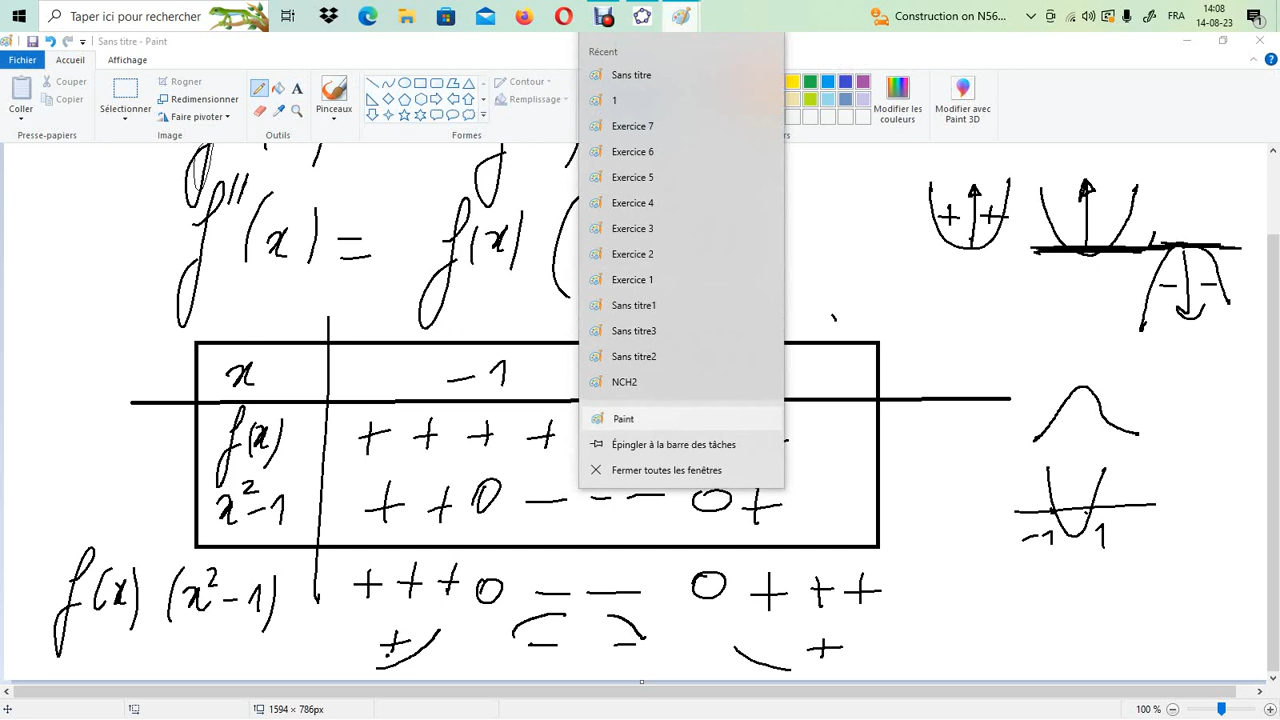 Taper ici pour rechercher
Construction on N56...
FRA
14:08
14-08-23
1
Sans titre - Paint
Fichier
Accueil
Affichage
Coller
Couper
Copier
Presse-papiers
Sélectionner
Rogner
Redimensionner
Faire pivoter
Image
Outils
Pinceaux
Formes
Contour
Remplissage
Modifier les couleurs
Modifier avec Paint 3D
Récent
Sans titre
1
Exercice 7
Exercice 6
Exercice 5
Exercice 4
Exercice 3
Exercice 2
Exercice 1
Sans titre1
Sans titre3
Sans titre2
NCH2
Paint
Épingler à la barre des tâches
Fermer toutes les fenêtres
f''(x) = f(x) (
+ +
- -
x -1
f(x) + + + +
x²-1 + + 0 - - - 0 +
-1 1
f(x) (x²-1) + + + 0 - - 0 + + +
+ - - +
1594 × 786px
100 %